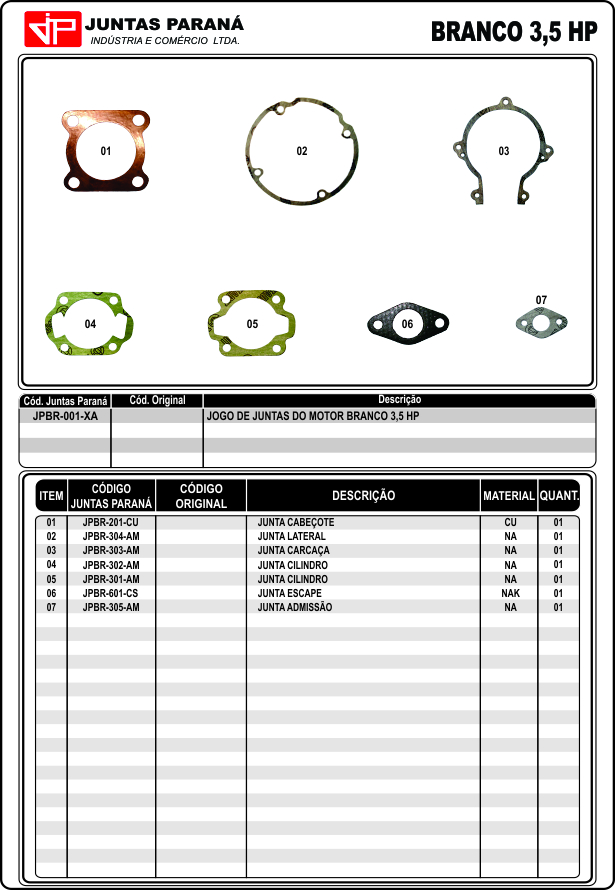 JP JUNTAS PARANÁ
INDÚSTRIA E COMÉRCIO LTDA.
BRANCO 3,5 HP
01
02
03
04
05
06
07
Cód. Juntas Paraná Cód. Original Descrição
JPBR-001-XA JOGO DE JUNTAS DO MOTOR BRANCO 3,5 HP
ITEM CÓDIGO JUNTAS PARANÁ CÓDIGO ORIGINAL DESCRIÇÃO MATERIAL QUANT.
01 JPBR-201-CU JUNTA CABEÇOTE CU 01
02 JPBR-304-AM JUNTA LATERAL NA 01
03 JPBR-303-AM JUNTA CARCAÇA NA 01
04 JPBR-302-AM JUNTA CILINDRO NA 01
05 JPBR-301-AM JUNTA CILINDRO NA 01
06 JPBR-601-CS JUNTA ESCAPE NAK 01
07 JPBR-305-AM JUNTA ADMISSÃO NA 01